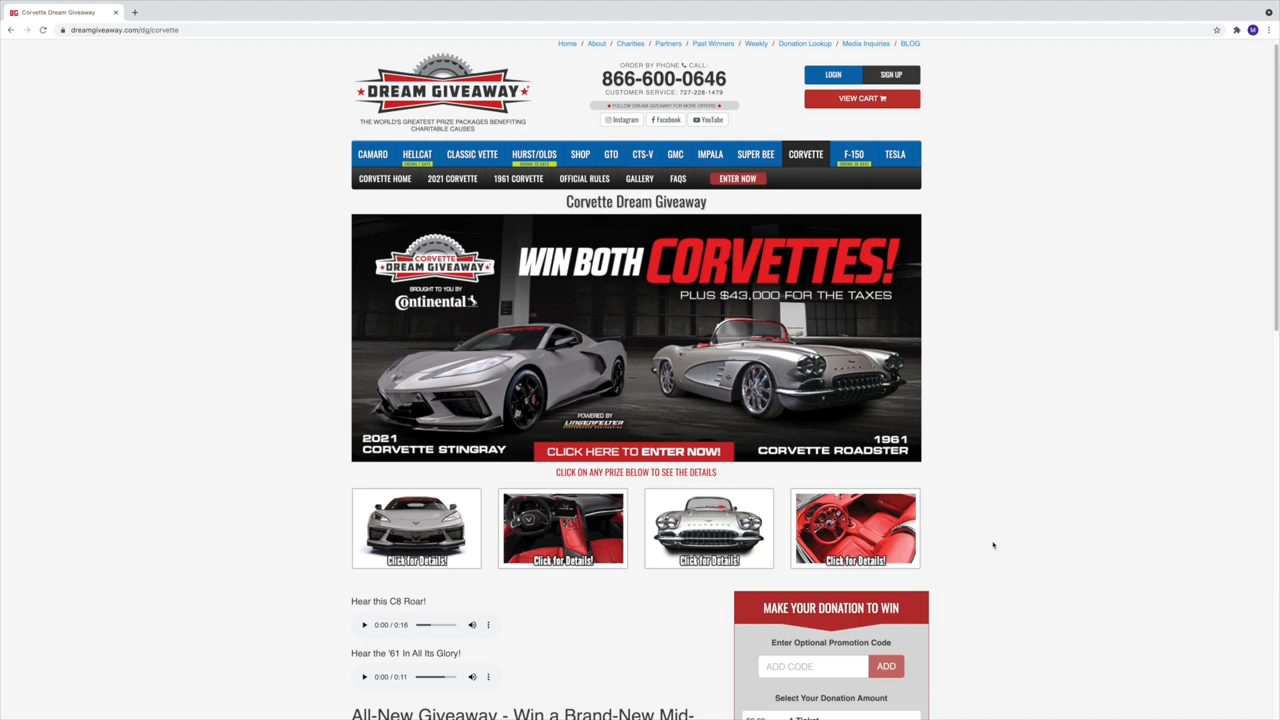 Corvette Dream Giveaway
dreamgiveaway.com/dg/corvette
M
Home / About / Charities / Partners / Past Winners / Weekly / Donation Lookup / Media Inquiries / BLOG
DREAM GIVEAWAY
THE WORLD'S GREATEST PRIZE PACKAGES BENEFITING
CHARITABLE CAUSES
ORDER BY PHONE CALL:
866-600-0646
CUSTOMER SERVICE: 727-228-1479
★ FOLLOW DREAM GIVEAWAY FOR MORE OFFERS! ★
Instagram Facebook YouTube
LOGIN SIGN UP
VIEW CART
CAMARO HELLCAT CLASSIC VETTE HURST/OLDS SHOP GTO CTS-V GMC IMPALA SUPER BEE CORVETTE F-150 TESLA
CORVETTE HOME 2021 CORVETTE 1961 CORVETTE OFFICIAL RULES GALLERY FAQS ENTER NOW
Corvette Dream Giveaway
CORVETTE
DREAM GIVEAWAY
BROUGHT TO YOU BY
Continental
WIN BOTH CORVETTES!
PLUS $43,000 FOR THE TAXES
POWERED BY
LINGENFELTER
2021
CORVETTE STINGRAY
CLICK HERE TO ENTER NOW!
1961
CORVETTE ROADSTER
CLICK ON ANY PRIZE BELOW TO SEE THE DETAILS
Click for Details! Click for Details! Click for Details! Click for Details!
Hear this C8 Roar!
0:00 / 0:16
Hear the '61 In All Its Glory!
0:00 / 0:11
All-New Giveaway - Win a Brand-New Mid-
MAKE YOUR DONATION TO WIN
Enter Optional Promotion Code
ADD CODE ADD
Select Your Donation Amount
1 Ticket